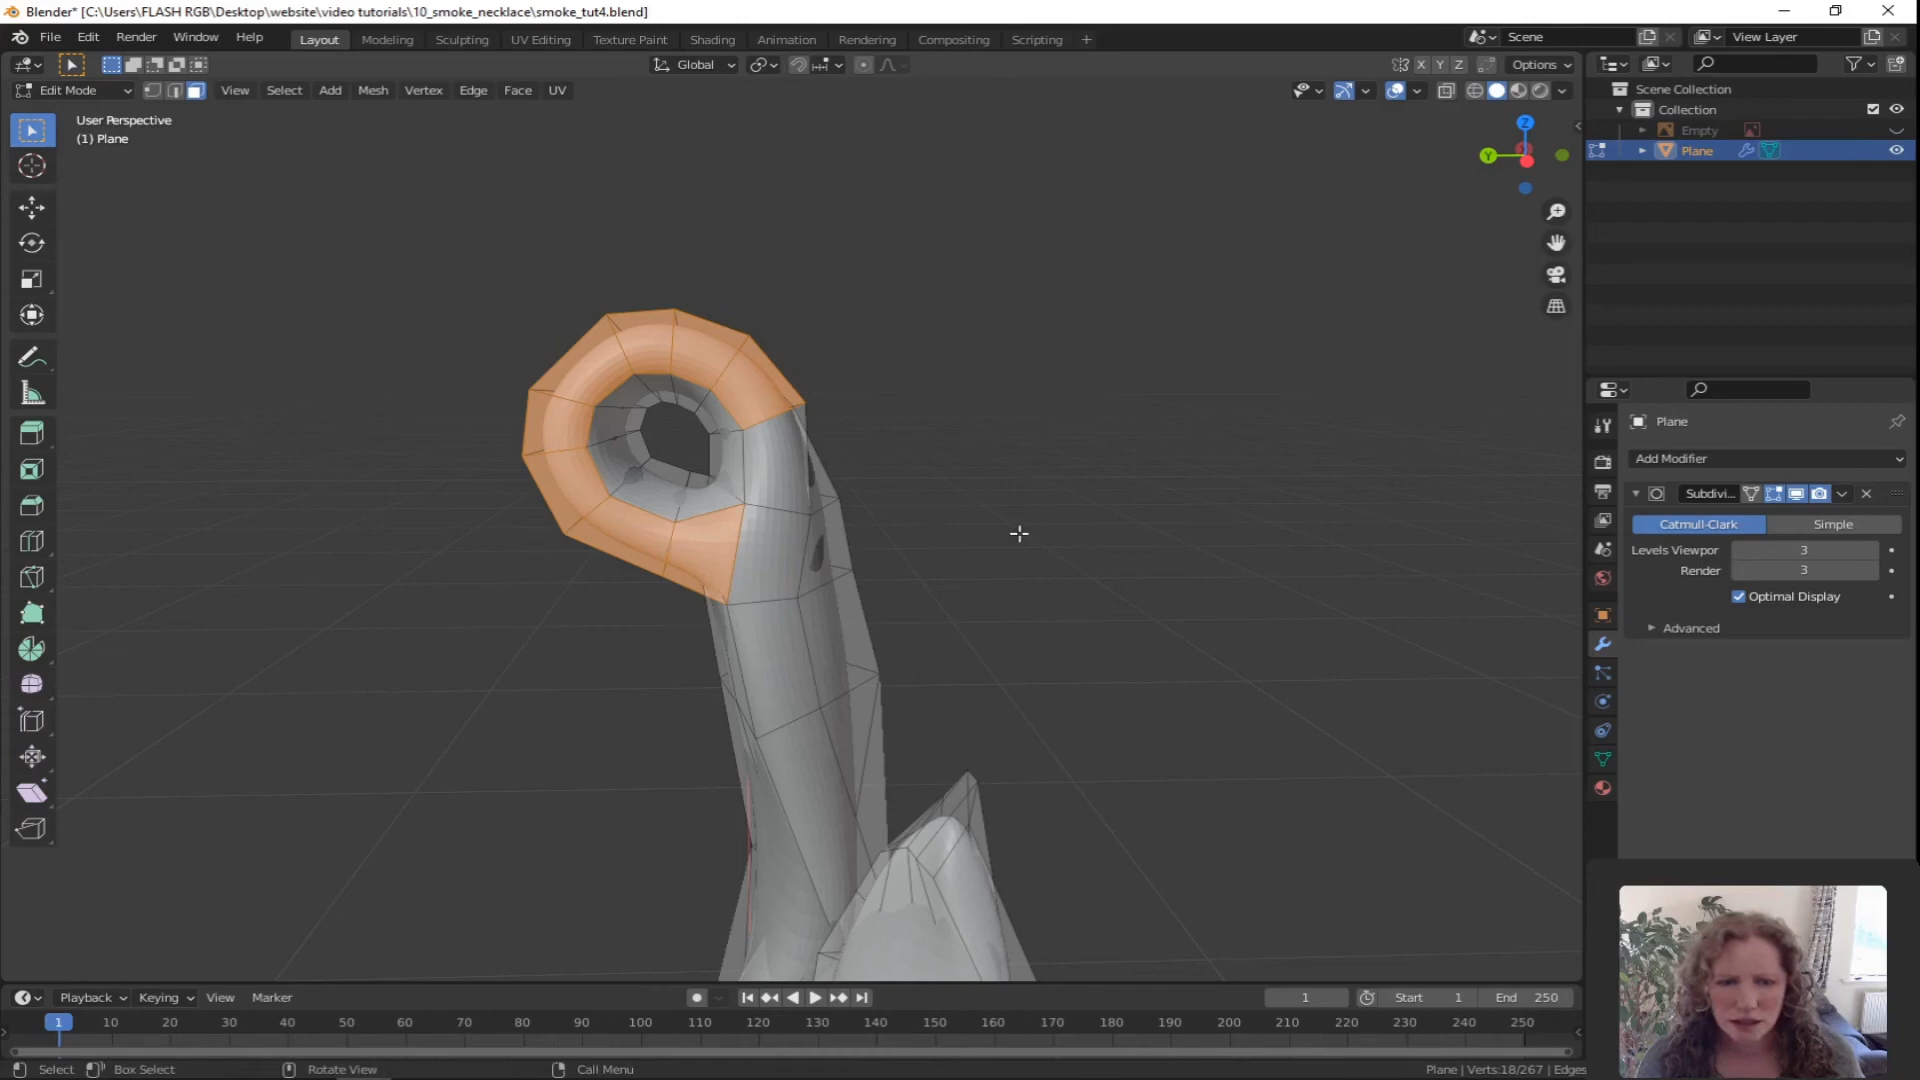 Blender* [C:\Users\FLASH RGB\Desktop\website\video tutorials\10_smoke_necklace\smoke_tut4.blend]
File Edit Render Window Help Layout Modeling Sculpting UV Editing Texture Paint Shading Animation Rendering Compositing Scripting + Scene View Layer
Global X Y Z Options
Edit Mode View Select Add Mesh Vertex Edge Face UV
User Perspective
(1) Plane
Z
Y
Scene Collection
Collection
Empty
Plane
Plane
Add Modifier
Subdivi...
Catmull-Clark Simple
Levels Viewpor 3
Render 3
Optimal Display
Advanced
Playback Keying View Marker 1 Start 1 End 250
1 10 20 30 40 50 60 70 80 90 100 110 120 130 140 150 160 170 180 190 200 210 220 230 240 250
Select Box Select Rotate View Call Menu Plane | Verts:18/267 | Edges